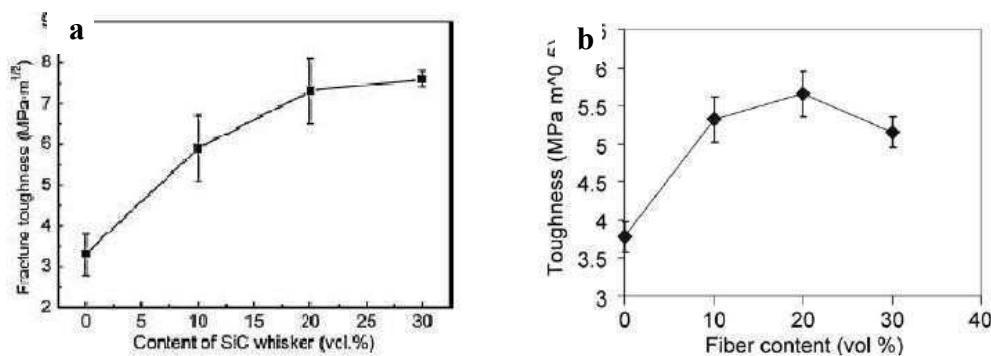 a
Fracture toughness (MPa·m1/2)
8
7
6
5
4
3
2
0 5 10 15 20 25 30
Content of SiC whisker (vol.%)
b
Toughness (MPa m^0 5)
6
5.5
5
4.5
4
3.5
3
0 10 20 30 40
Fiber content (vol %)